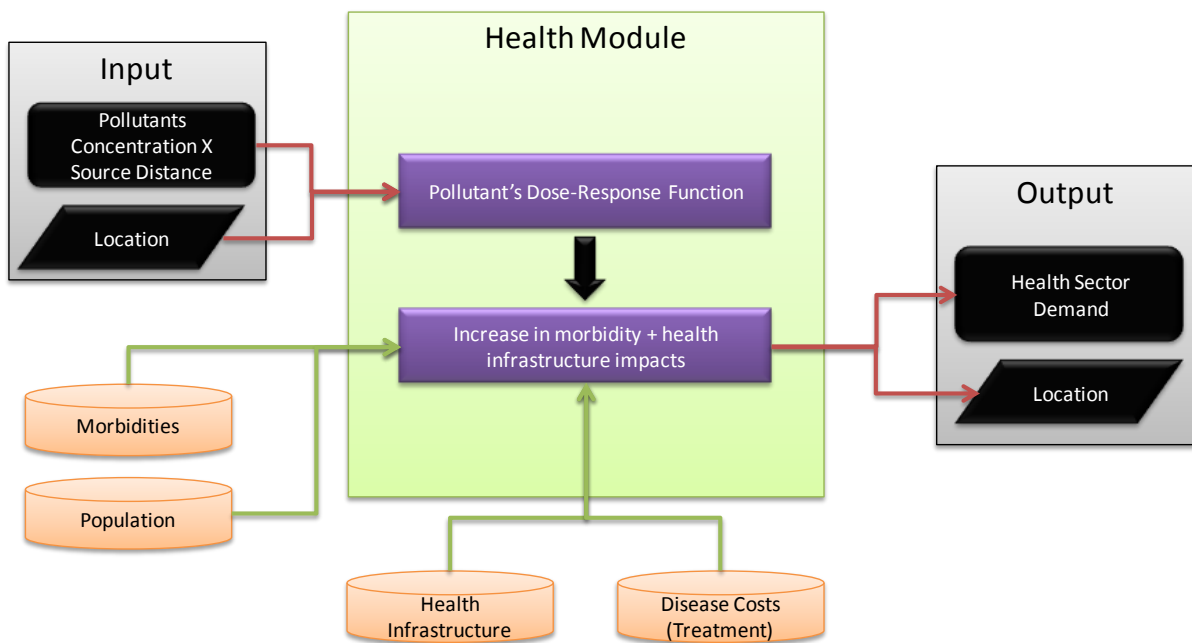 Health Module
Input
Pollutants
Concentration X
Source Distance
Location
Pollutant's Dose-Response Function
Increase in morbidity + health
infrastructure impacts
Output
Health Sector
Demand
Location
Morbidities
Population
Health
Infrastructure
Disease Costs
(Treatment)